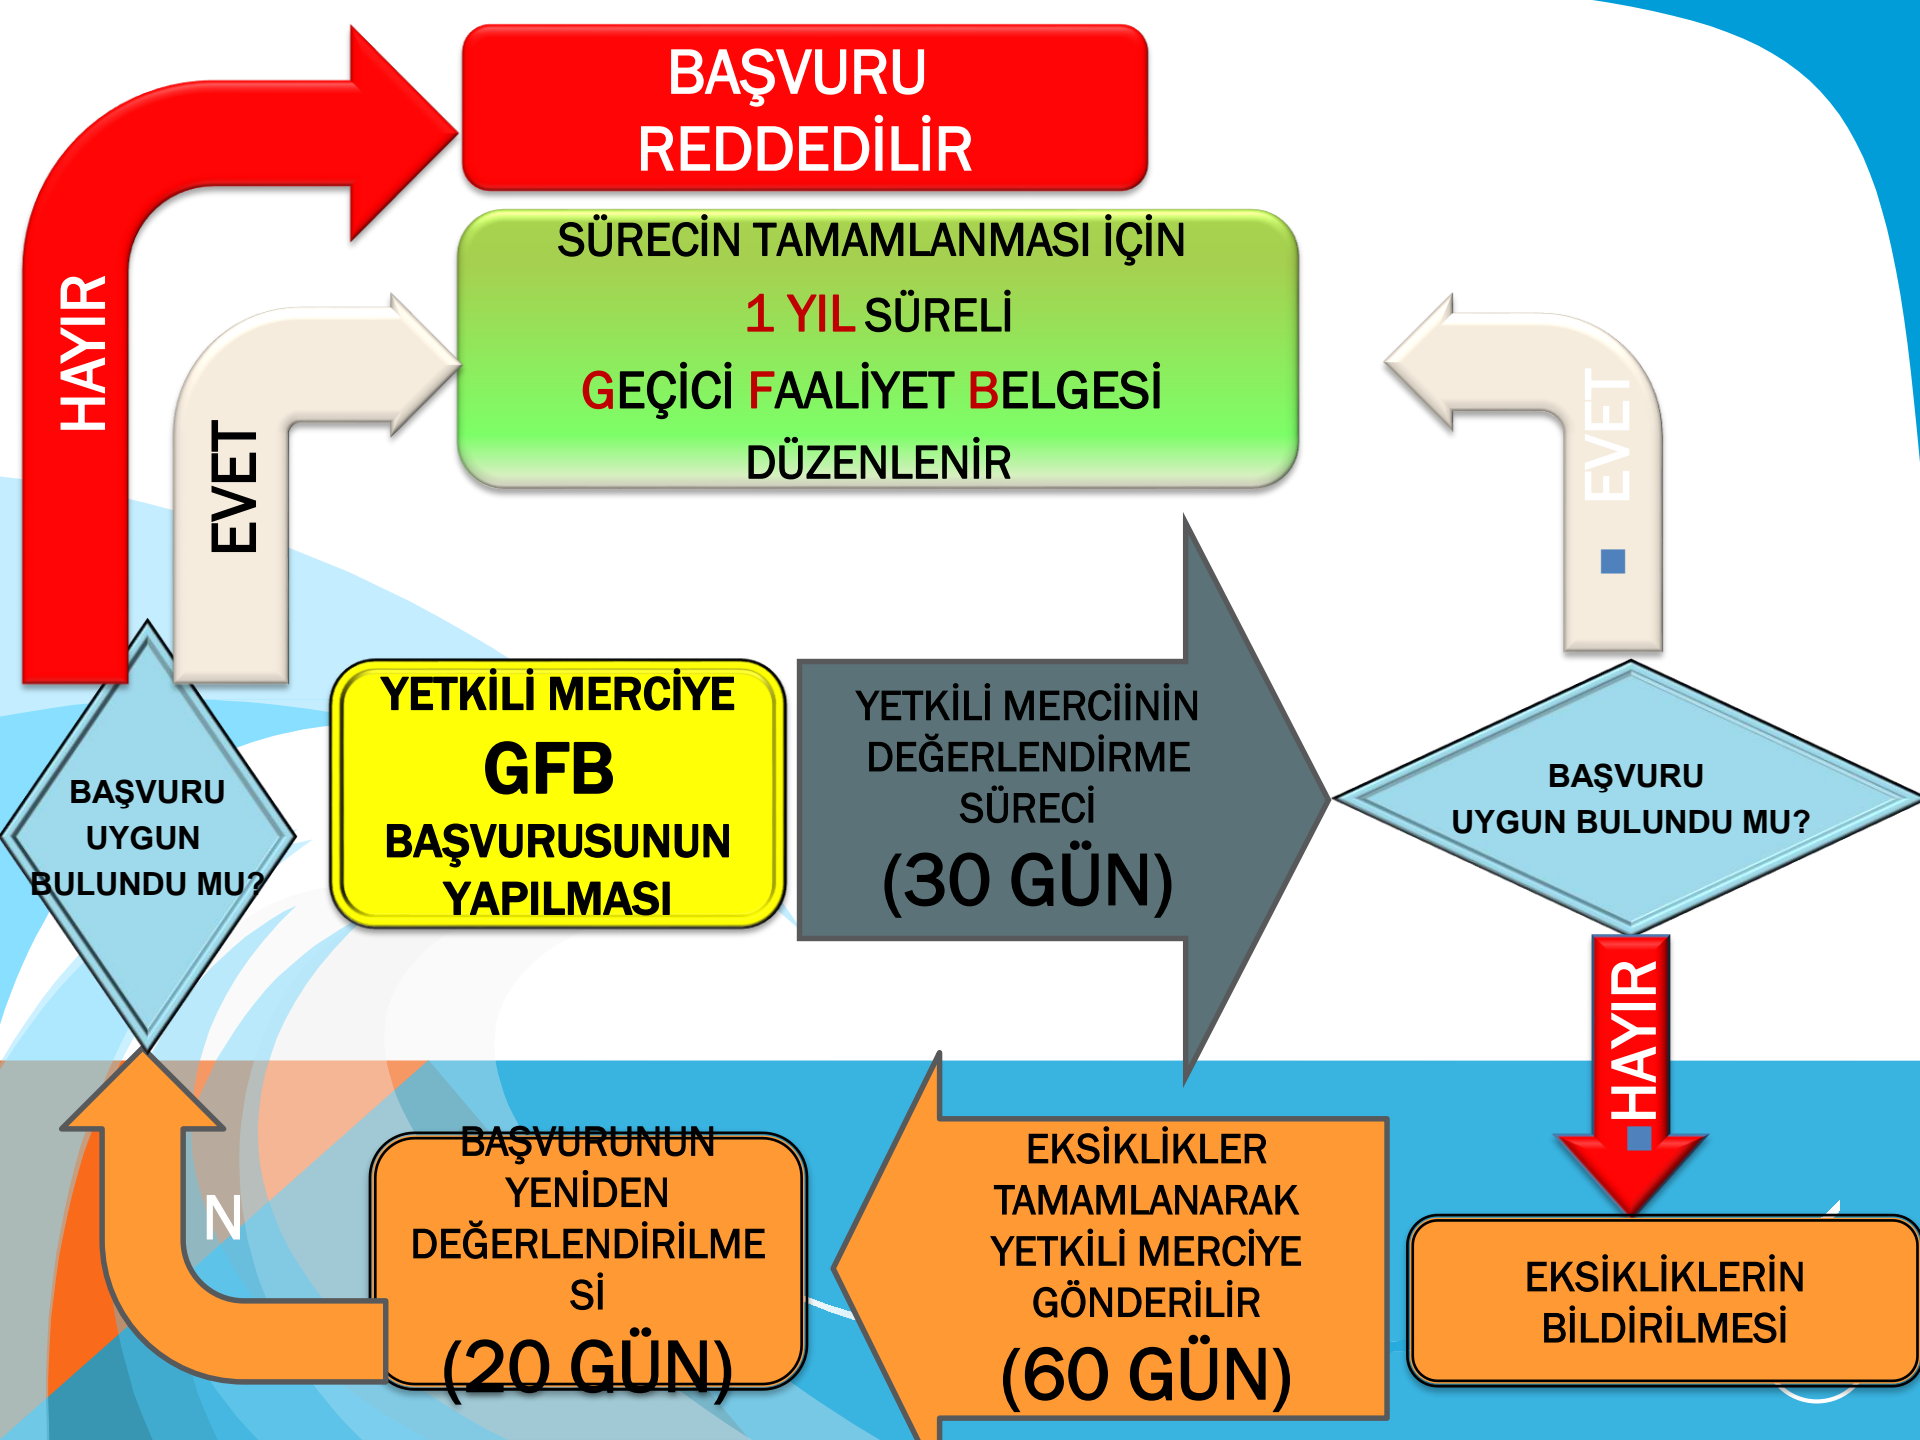 BAŞVURU
REDDEDİLİR
SÜRECİN TAMAMLANMASI İÇİN
1 YIL SÜRELİ
GEÇİCİ FAALİYET BELGESİ
DÜZENLENİR
HAYIR
EVET
EVET
BAŞVURU
UYGUN
BULUNDU MU?
YETKİLİ MERCİYE
GFB
BAŞVURUSUNUN
YAPILMASI
YETKİLİ MERCİİNİN
DEĞERLENDİRME
SÜRECİ
(30 GÜN)
BAŞVURU
UYGUN BULUNDU MU?
HAYIR
N
BAŞVURUNUN
YENİDEN
DEĞERLENDİRİLME
Sİ
(20 GÜN)
EKSİKLİKLER
TAMAMLANARAK
YETKİLİ MERCİYE
GÖNDERİLİR
(60 GÜN)
EKSİKLİKLERİN
BİLDİRİLMESİ